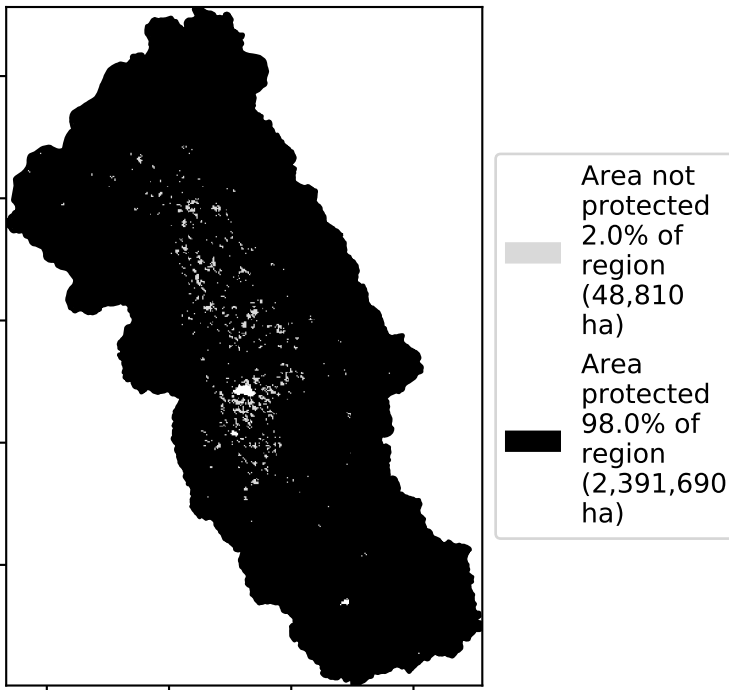 Area not
protected
2.0% of
region
(48,810
ha)
Area
protected
98.0% of
region
(2,391,690
ha)